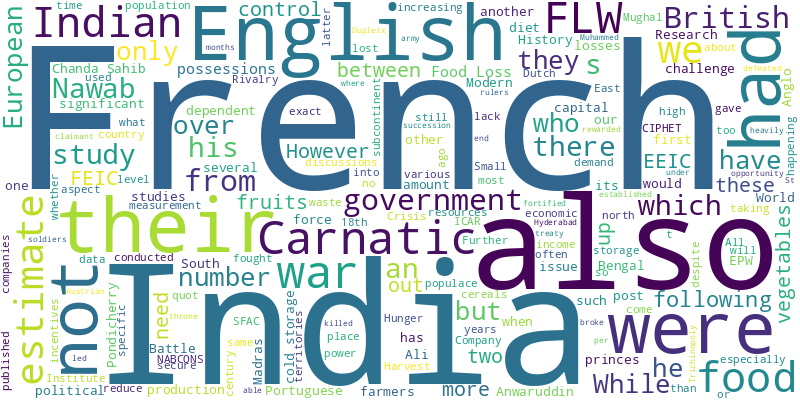 time population Dupleix increasing Mughal
Indian English control another diet FLW British
European only latter army Muhammed History losses Research about
Chanda Sahib possessions months Rivalry they s we challenge
used between Food Loss Dutch Modern had
Nawab significant lost East Anglo
French
dependent exact where subcontinent still lack capital high gave CIPHET
claimant what over who our rewarded too heavily
study country succession rulers there demand EEIC first happening
However other end Small have opportunity St
one FEIC his discussions ago most under
whether aspect level several into various its these
from no amount would World
studies fruits waste government which
measurement force 18th Crisis resources economic north taking
companies estimate their Carnatic also up vegetables
soldiers data conducted fought ICAR fortified established
South Further Hyderabad treaty income t All
not number war an populace often storage Bengal will
Pondicherry quot out Hunger cereals issue so EPW despite
incentives Austrian need but such post following
specific SFAC cold storage territories killed has years when were come
Battle place Ali Company princes broke
published throne NABCONS Madras power two he per Trichinopoly
Institute same secure century Harvest While than food
political led reduce production able Portuguese farmers more Anwaruddin especially or defeated
India